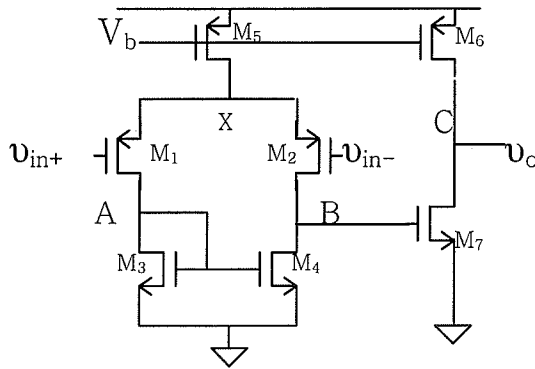 V_b
M_5
M_6
X
C
υ_in+
M_1
M_2
υ_in-
υ_o
A
B
M_3
M_4
M_7